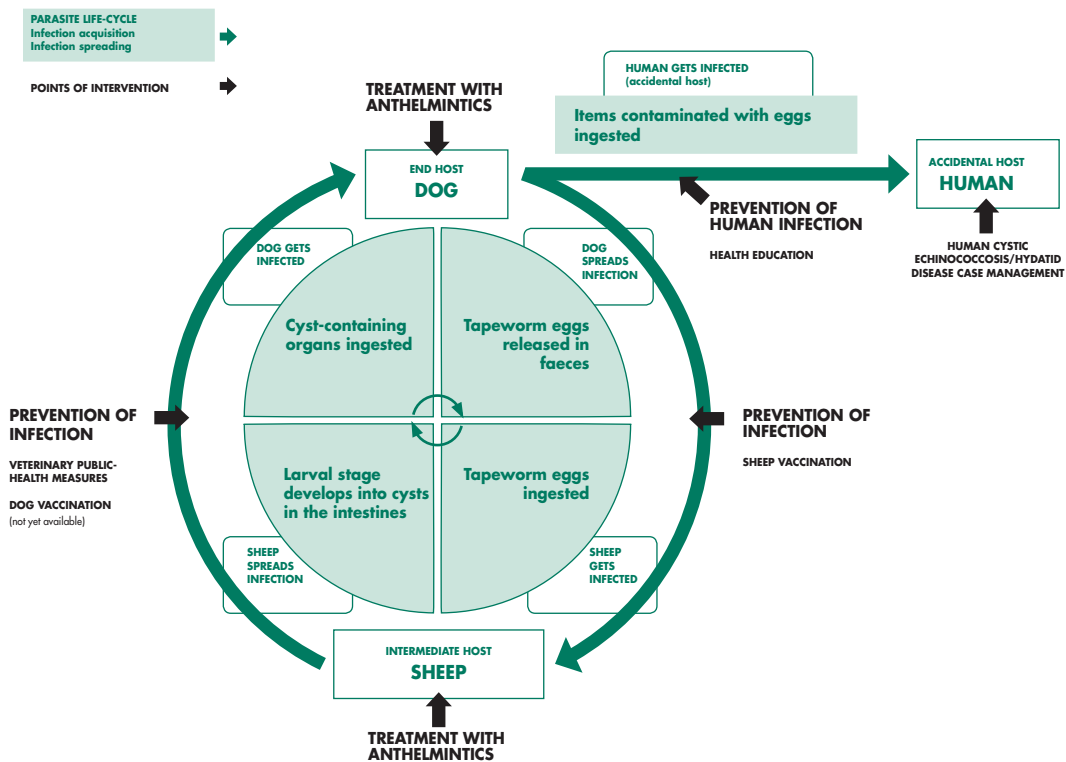 PARASITE LIFE-CYCLE
Infection acquisition
Infection spreading
POINTS OF INTERVENTION
TREATMENT WITH
ANTHELMINTICS
HUMAN GETS INFECTED
(accidental host)
Items contaminated with eggs
ingested
END HOST
DOG
ACCIDENTAL HOST
HUMAN
PREVENTION OF
HUMAN INFECTION
HEALTH EDUCATION
HUMAN CYSTIC
ECHINOCOCCOSIS/HYDATID
DISEASE CASE MANAGEMENT
DOG GETS
INFECTED
DOG
SPREADS
INFECTION
Cyst-containing
organs ingested
Tapeworm eggs
released in
faeces
PREVENTION OF
INFECTION
VETERINARY PUBLIC-
HEALTH MEASURES
DOG VACCINATION
(not yet available)
PREVENTION OF
INFECTION
SHEEP VACCINATION
Larval stage
develops into cysts
in the intestines
Tapeworm eggs
ingested
SHEEP
SPREADS
INFECTION
SHEEP
GETS
INFECTED
INTERMEDIATE HOST
SHEEP
TREATMENT WITH
ANTHELMINTICS